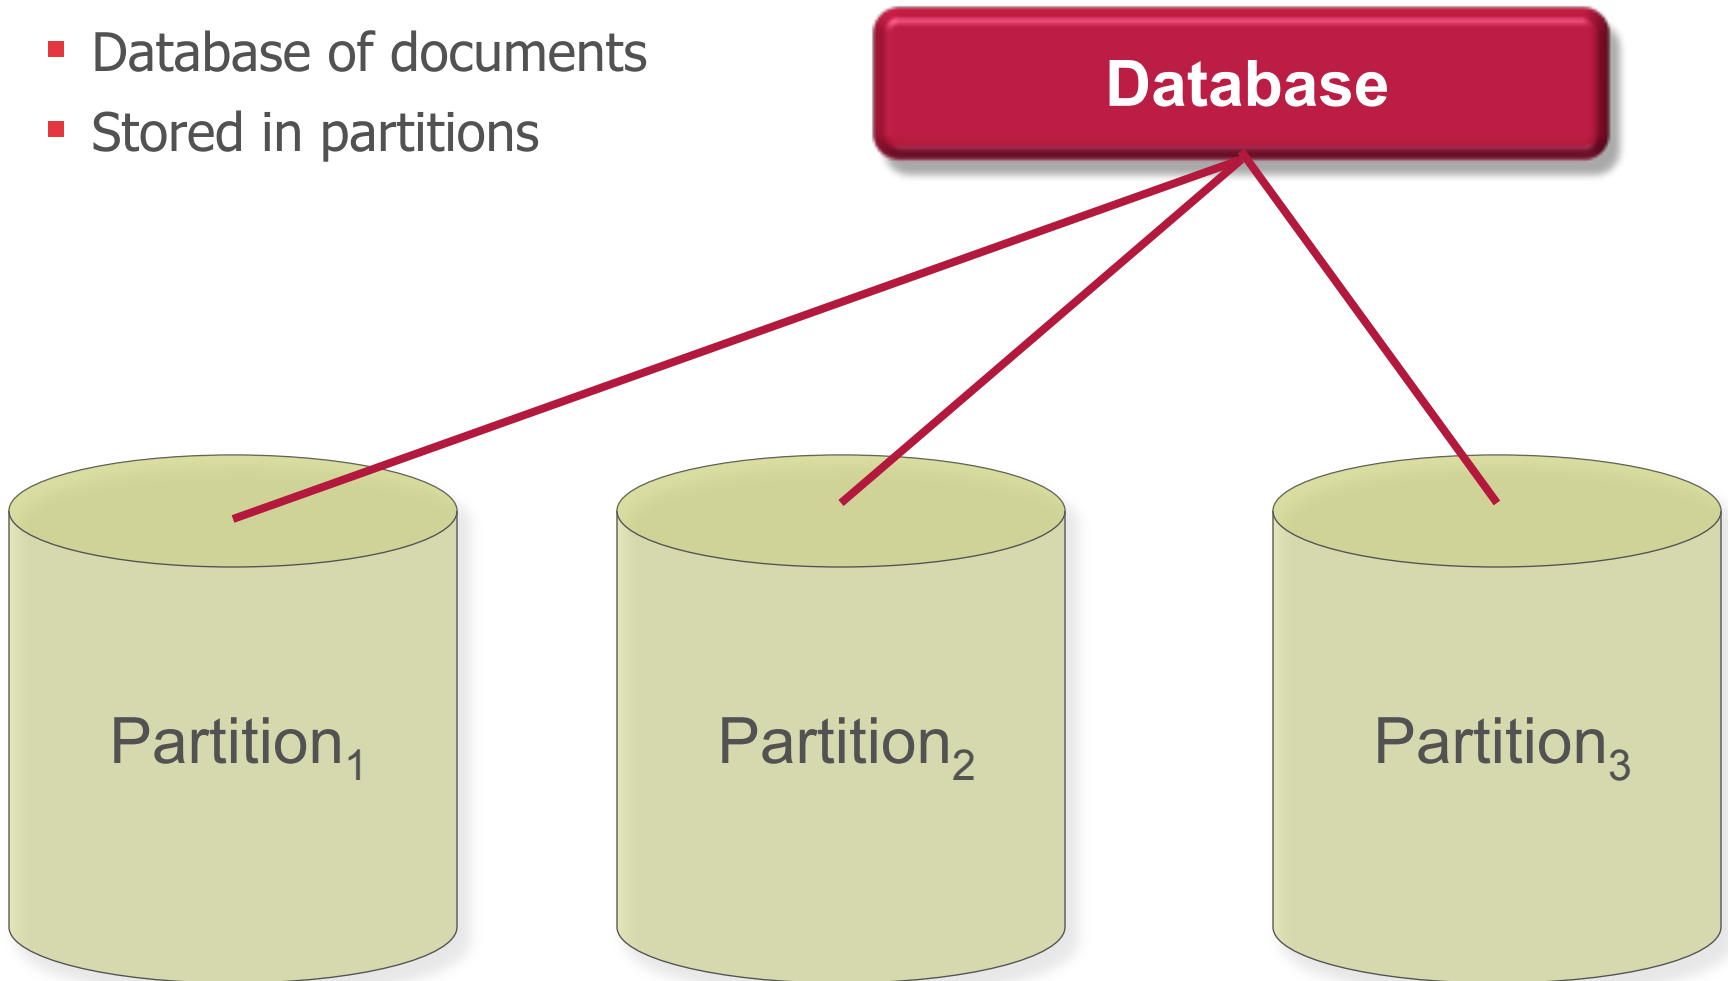 ▪ Database of documents
▪ Stored in partitions
Database
Partition₁
Partition₂
Partition₃